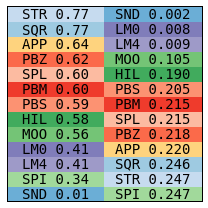 STR 0.77 SND 0.002
SQR 0.77 LM0 0.008
APP 0.64 LM4 0.009
PBZ 0.62 MOO 0.105
SPL 0.60 HIL 0.190
PBM 0.60 PBS 0.205
PBS 0.59 PBM 0.215
HIL 0.58 SPL 0.215
MOO 0.56 PBZ 0.218
LM0 0.41 APP 0.220
LM4 0.41 SQR 0.246
SPI 0.34 STR 0.247
SND 0.01 SPI 0.247